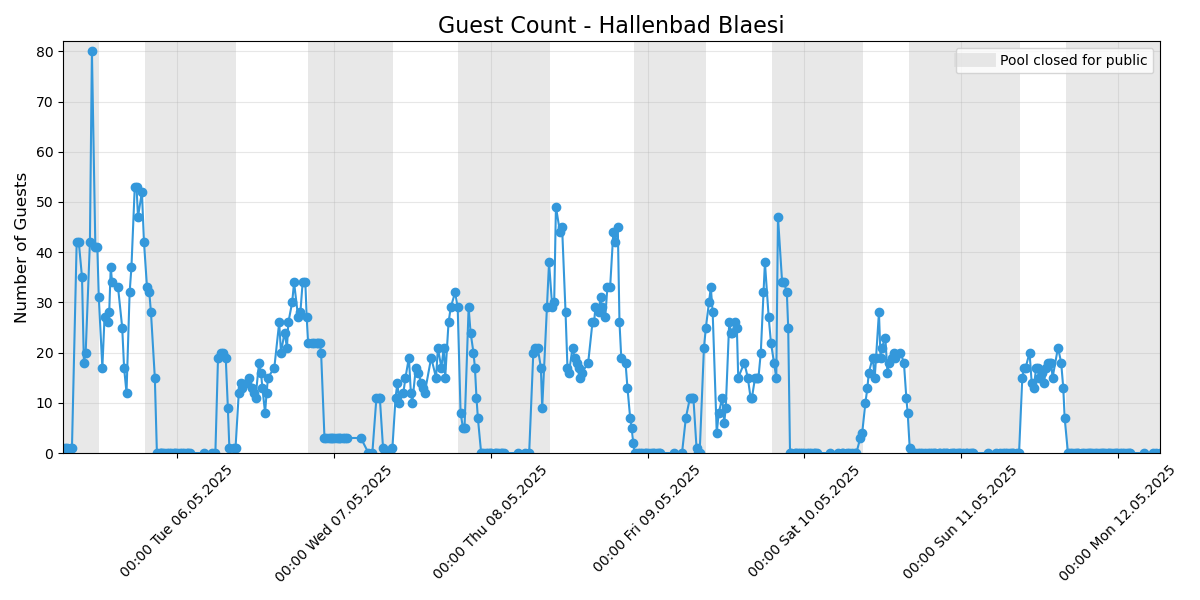 Guest Count - Hallenbad Blaesi
Pool closed for public
Number of Guests
80
70
60
50
40
30
20
10
0
00:00 Tue 06.05.2025
00:00 Wed 07.05.2025
00:00 Thu 08.05.2025
00:00 Fri 09.05.2025
00:00 Sat 10.05.2025
00:00 Sun 11.05.2025
00:00 Mon 12.05.2025